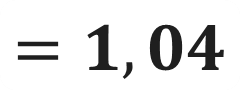 = 1,04